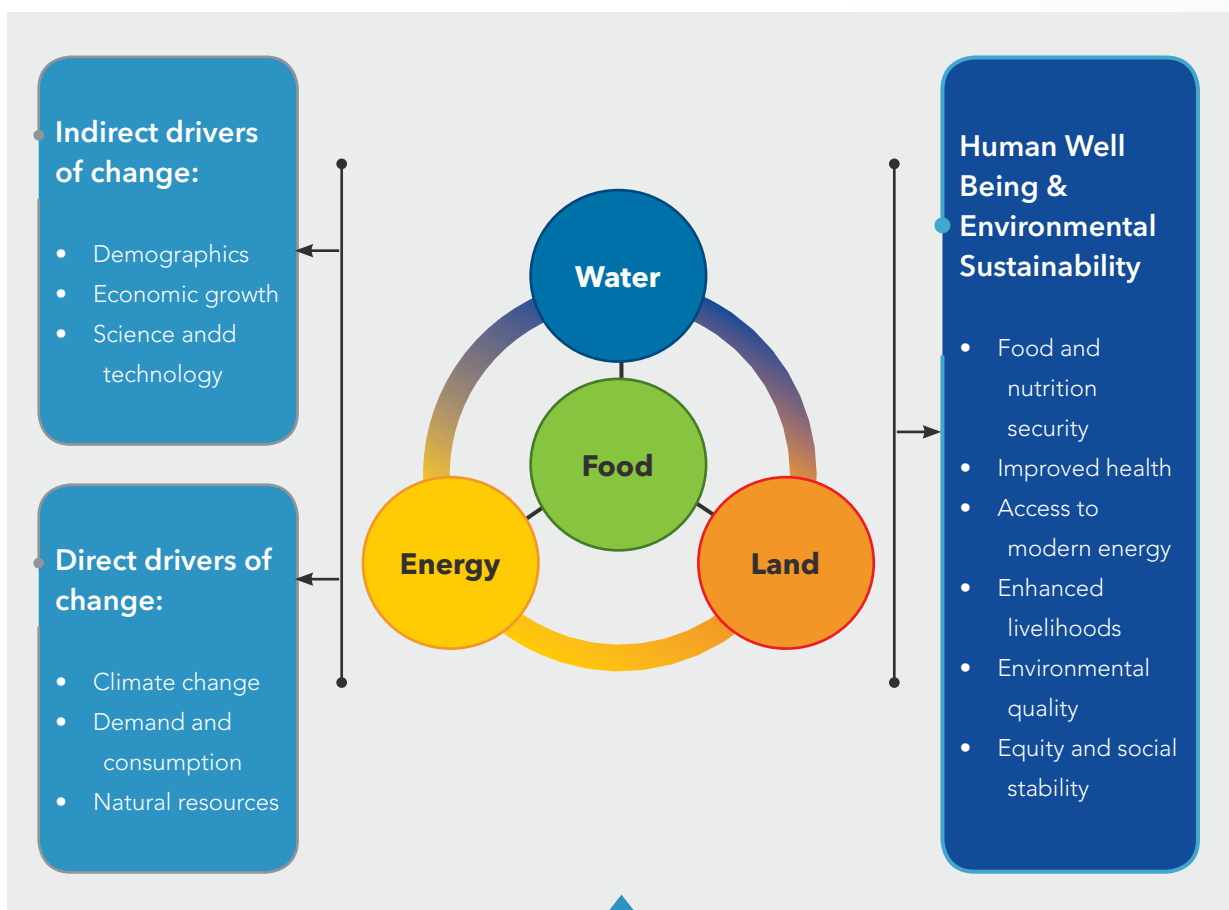 Indirect drivers
of change:
• Demographics
• Economic growth
• Science andd
technology
Direct drivers of
change:
• Climate change
• Demand and
consumption
• Natural resources
Water
Food
Energy
Land
Human Well
Being &
Environmental
Sustainability
• Food and
nutrition
security
• Improved health
• Access to
modern energy
• Enhanced
livelihoods
• Environmental
quality
• Equity and social
stability